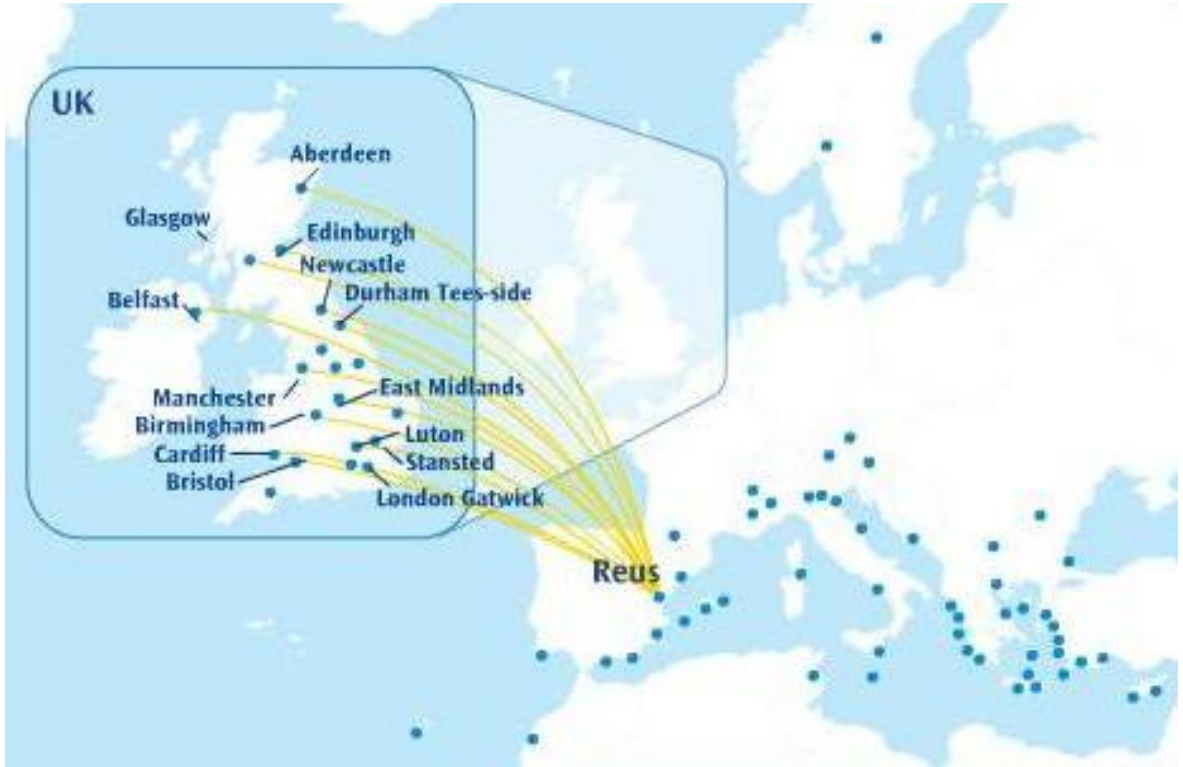 UK
Aberdeen
Glasgow
Edinburgh
Newcastle
Durham Tees-side
Belfast
East Midlands
Manchester
Birmingham
Luton
Cardiff
Stansted
Bristol
London Gatwick
Reus